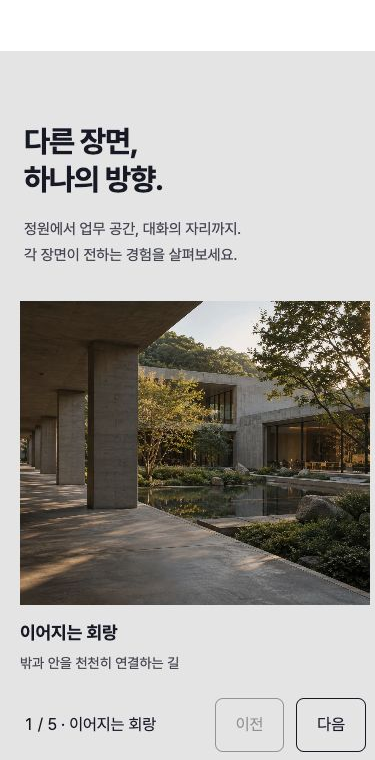 다른 장면,
하나의 방향.
정원에서 업무 공간, 대화의 자리까지.
각 장면이 전하는 경험을 살펴보세요.
이어지는 회랑
밖과 안을 천천히 연결하는 길
1 / 5 · 이어지는 회랑
이전
다음